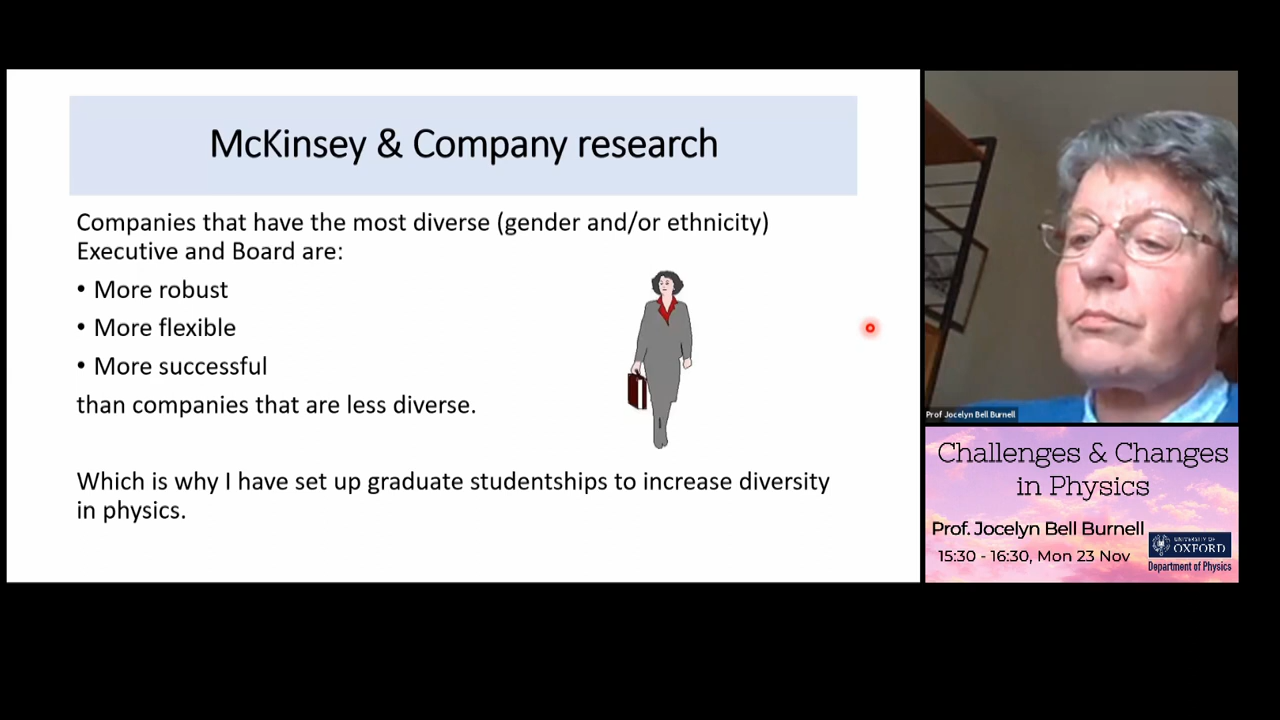 McKinsey & Company research
Companies that have the most diverse (gender and/or ethnicity)
Executive and Board are:
• More robust
• More flexible
• More successful
than companies that are less diverse.
Which is why I have set up graduate studentships to increase diversity
in physics.
Prof Jocelyn Bell Burnell
Challenges & Changes
in Physics
Prof. Jocelyn Bell Burnell
15:30 - 16:30, Mon 23 Nov
UNIVERSITY OF
OXFORD
Department of Physics